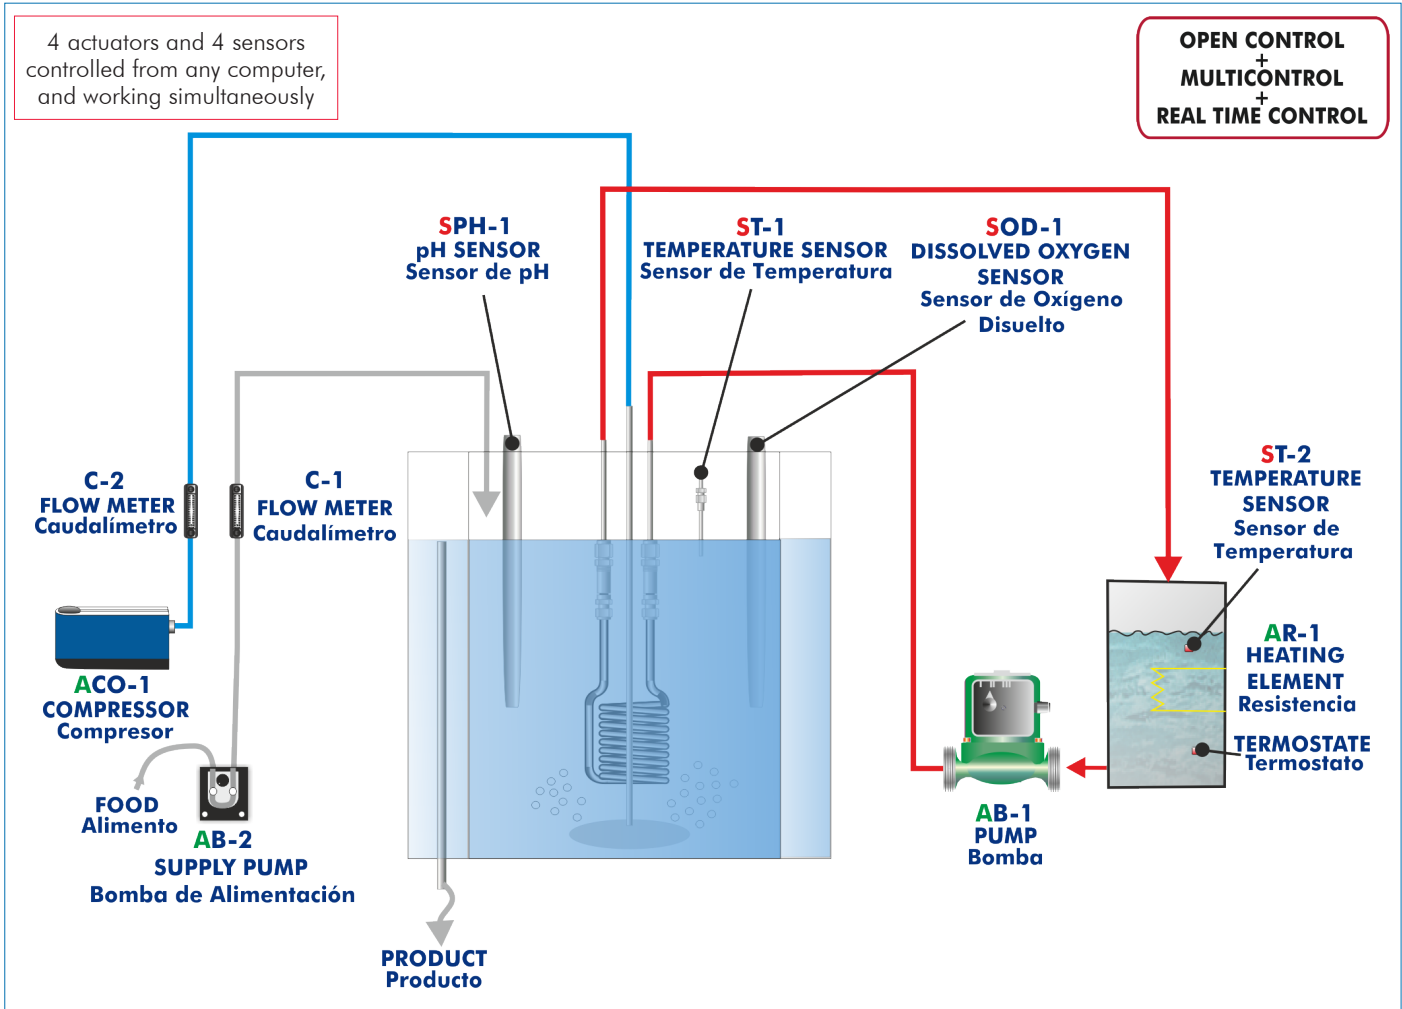 4 actuators and 4 sensors
controlled from any computer,
and working simultaneously
OPEN CONTROL
+
MULTICONTROL
+
REAL TIME CONTROL
SPH-1
pH SENSOR
Sensor de pH
ST-1
TEMPERATURE SENSOR
Sensor de Temperatura
SOD-1
DISSOLVED OXYGEN
SENSOR
Sensor de Oxígeno
Disuelto
C-2
FLOW METER
Caudalímetro
C-1
FLOW METER
Caudalímetro
ST-2
TEMPERATURE
SENSOR
Sensor de
Temperatura
ACO-1
COMPRESSOR
Compresor
AR-1
HEATING
ELEMENT
Resistencia
TERMOSTATE
Termostato
FOOD
Alimento
AB-2
SUPPLY PUMP
Bomba de Alimentación
AB-1
PUMP
Bomba
PRODUCT
Producto